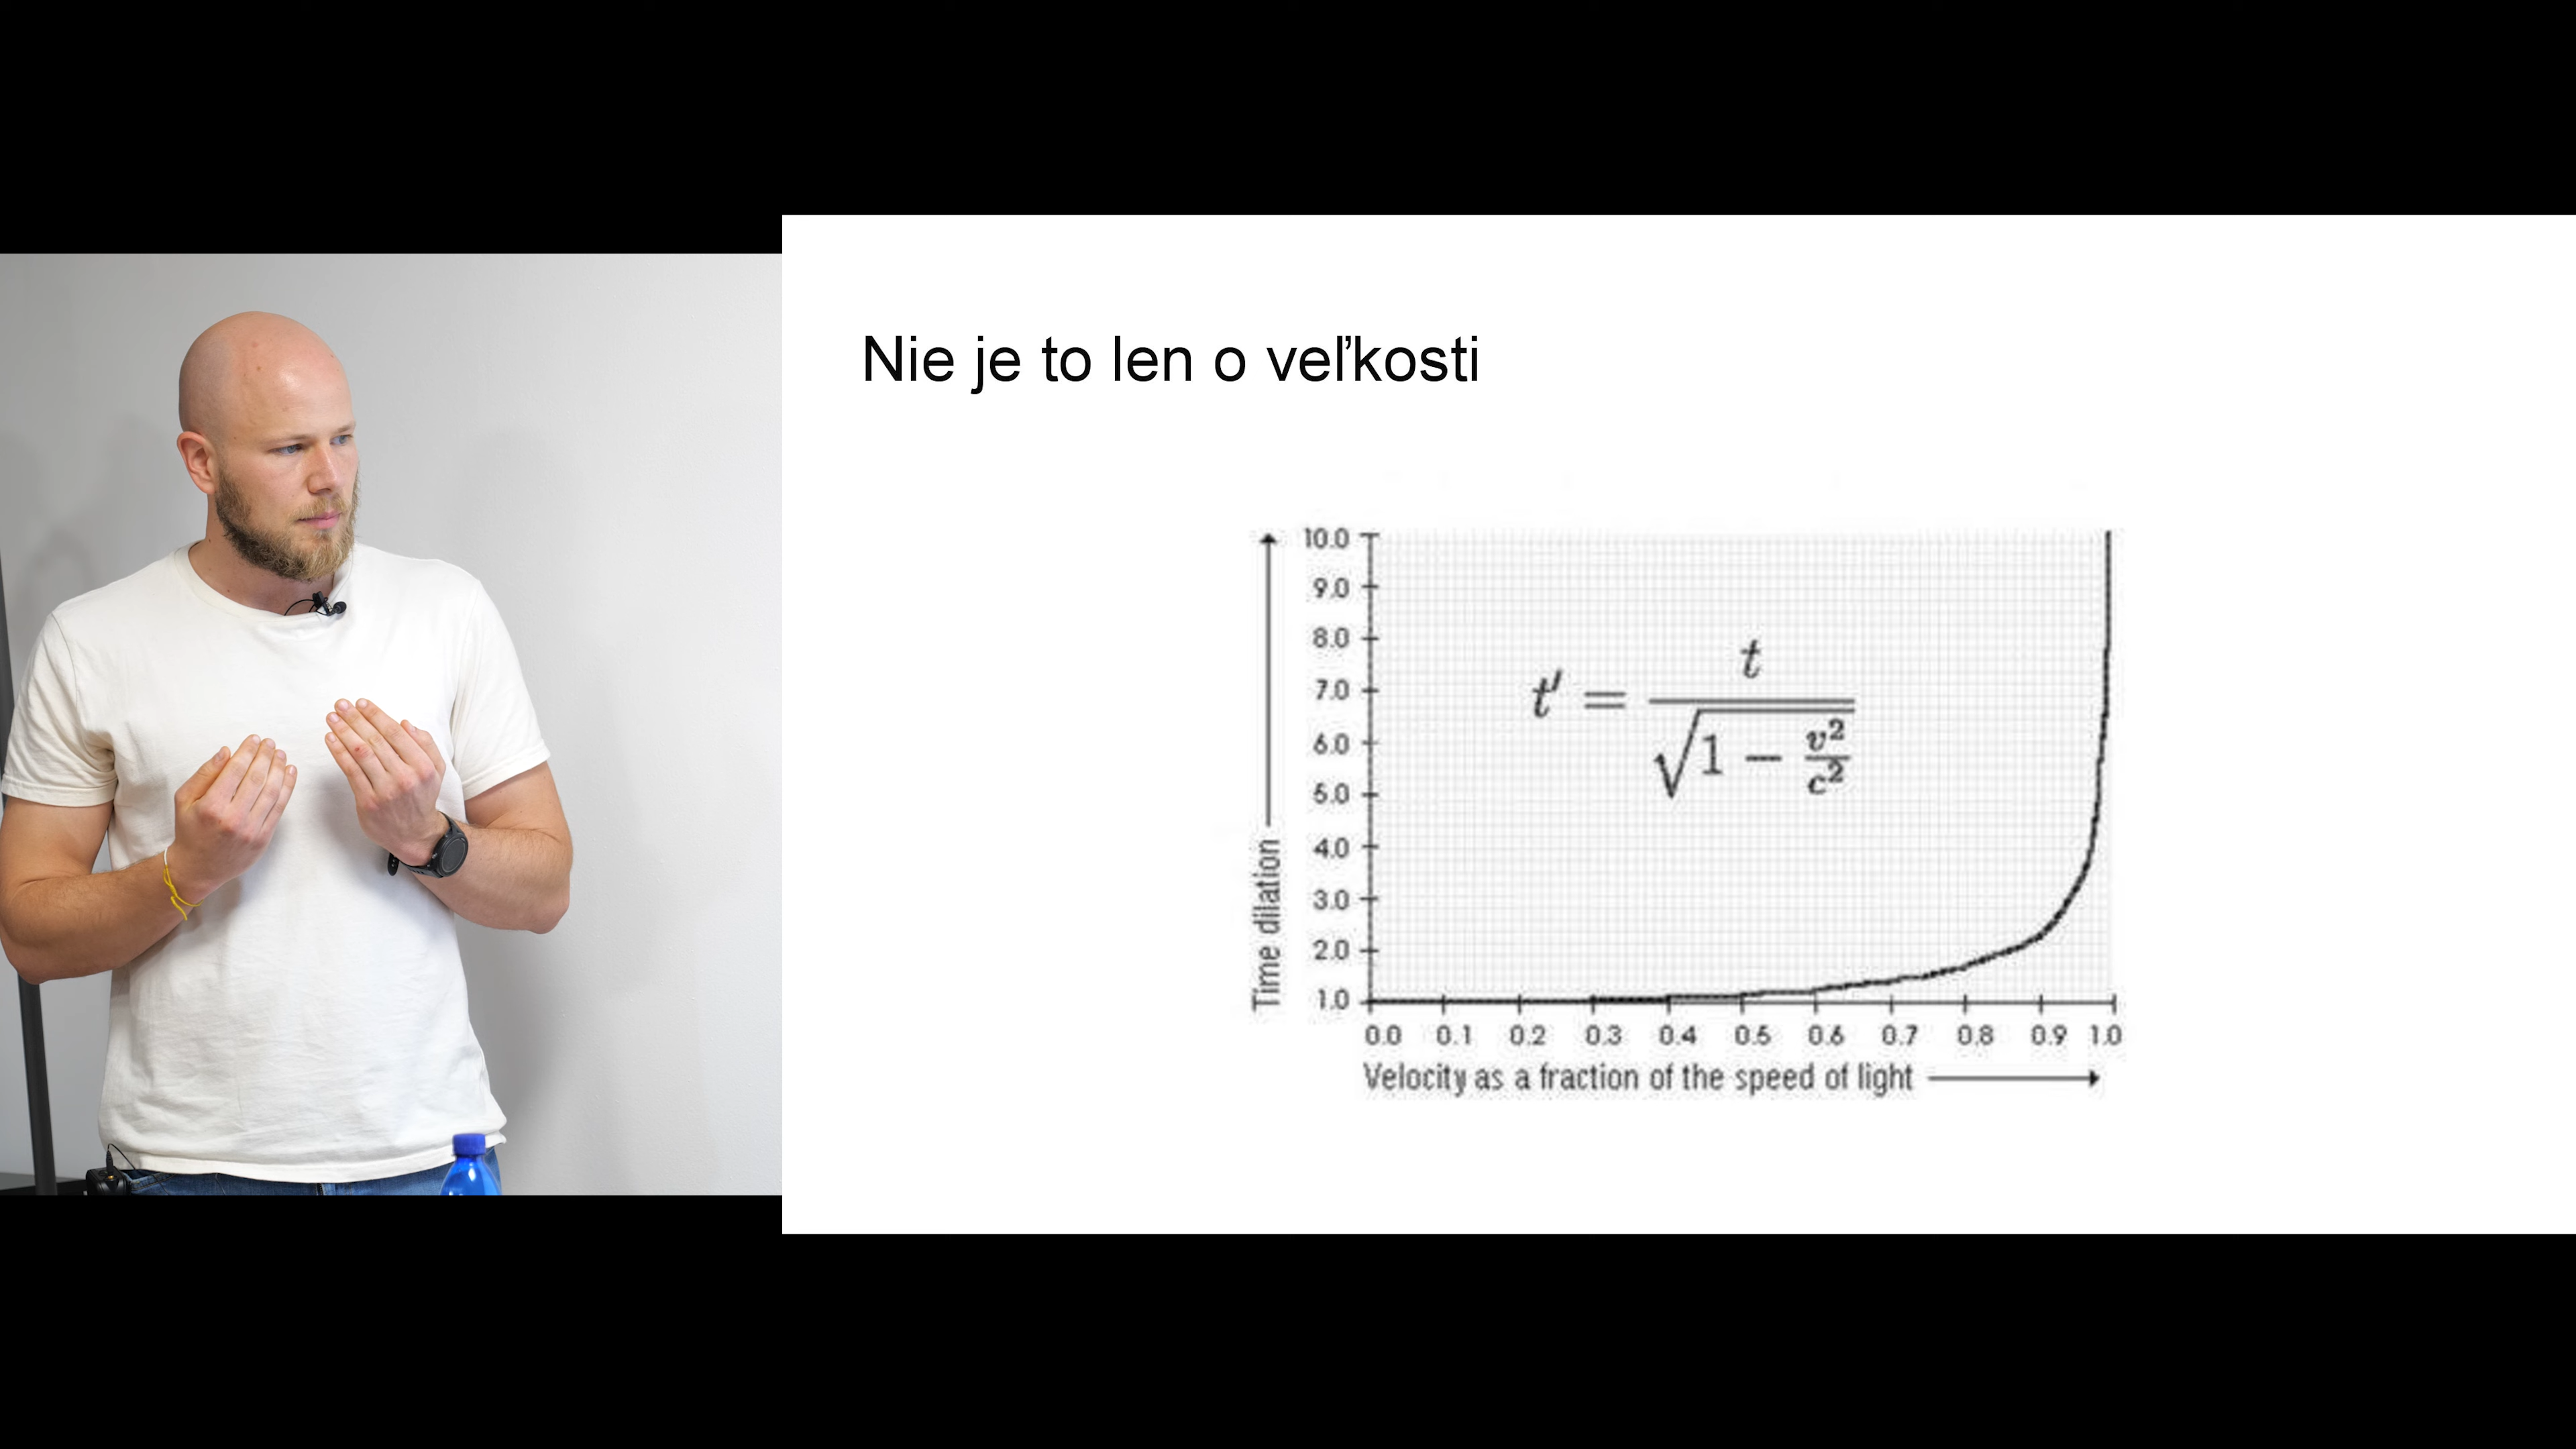 Nie je to len o veľkosti
10.0
9.0
8.0
7.0
6.0
5.0
4.0
3.0
2.0
1.0
Time dilation
t′ = t / √1 − v² / c²
0.0 0.1 0.2 0.3 0.4 0.5 0.6 0.7 0.8 0.9 1.0
Velocity as a fraction of the speed of light